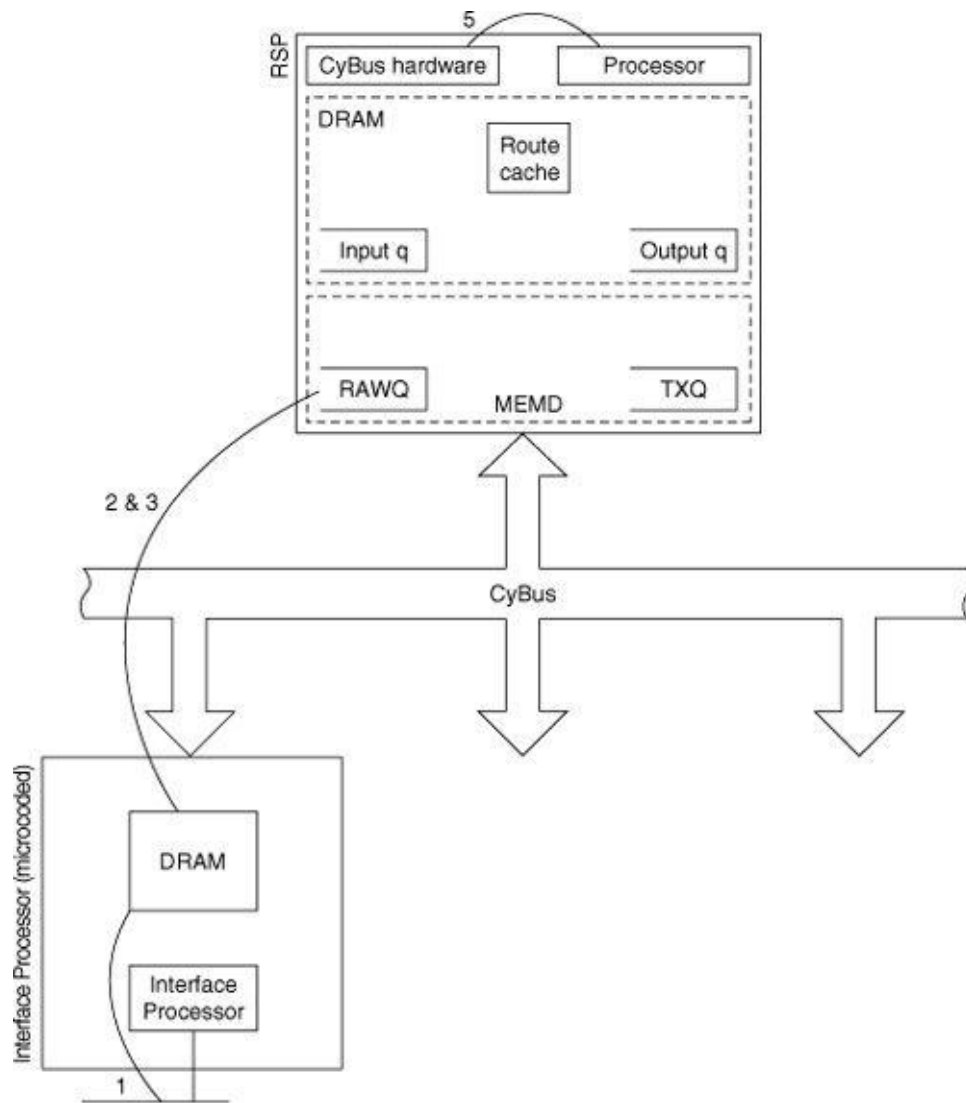 5
RSP
CyBus hardware
Processor
DRAM
Route
cache
Input q
Output q
RAWQ
TXQ
MEMD
2 & 3
CyBus
Interface Processor (microcoded)
DRAM
Interface
Processor
1